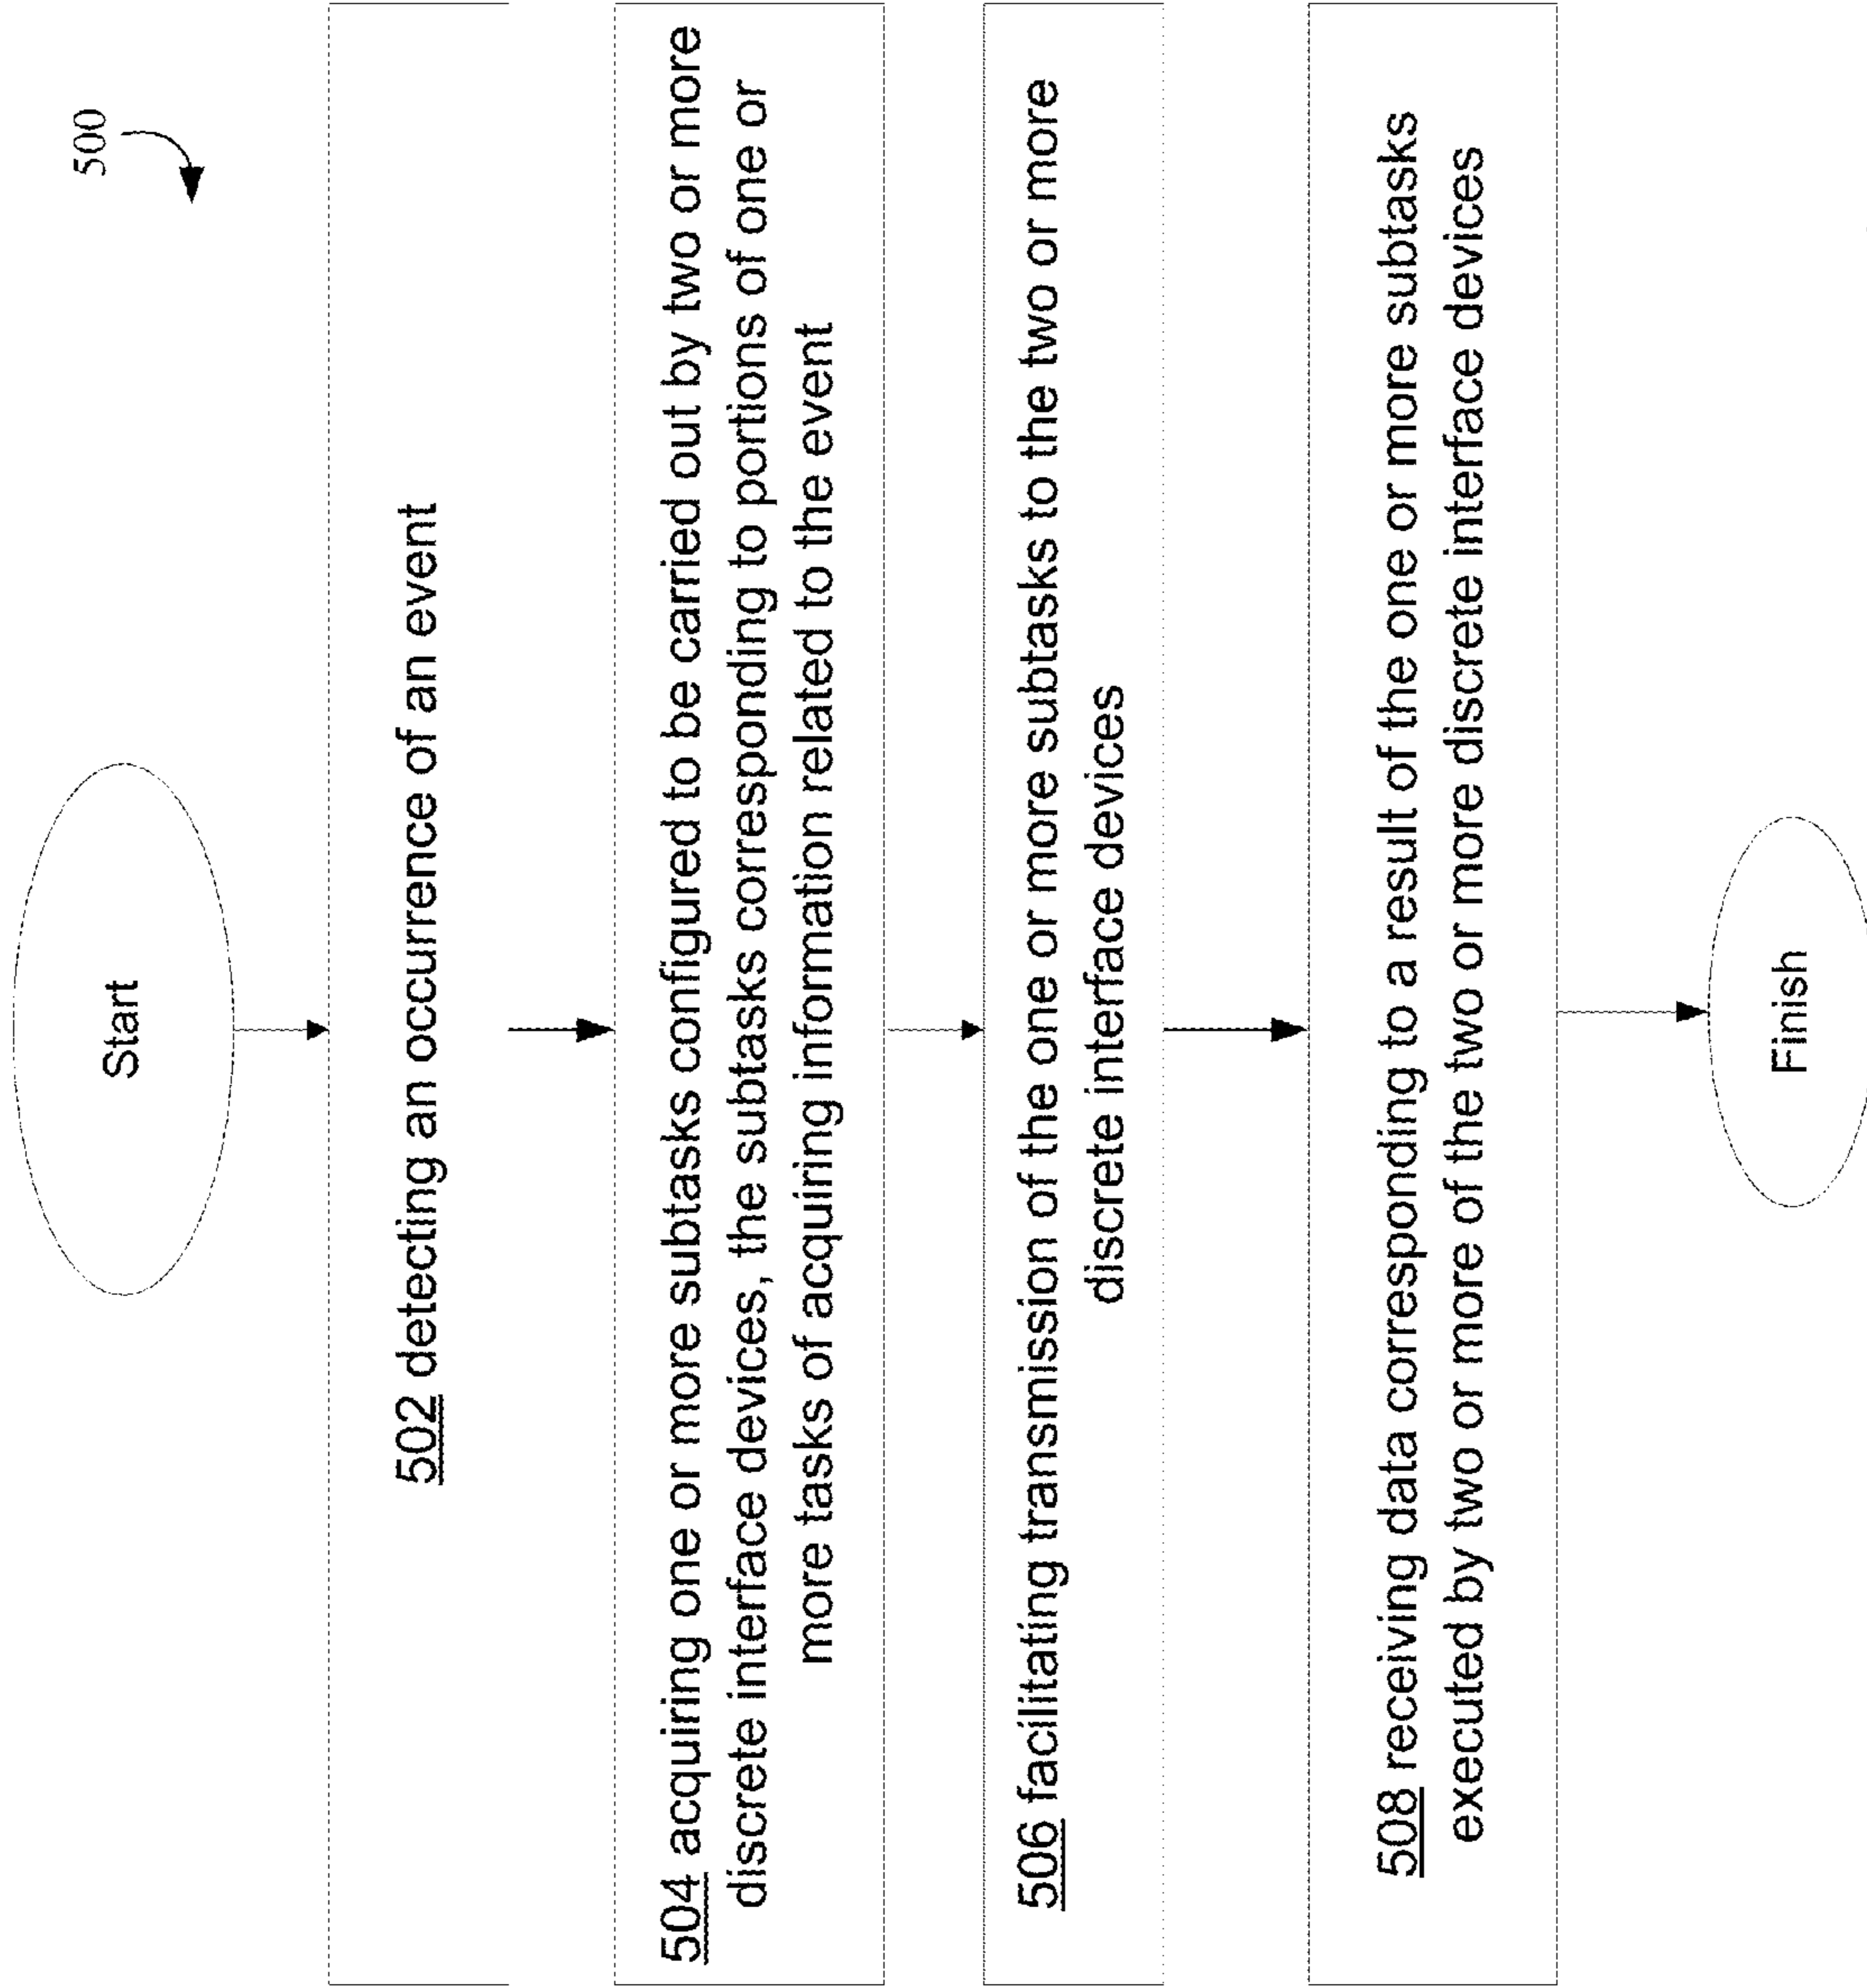 500
Start
502 detecting an occurrence of an event
504 acquiring one or more subtasks configured to be carried out by two or more
discrete interface devices, the subtasks corresponding to portions of one or
more tasks of acquiring information related to the event
506 facilitating transmission of the one or more subtasks to the two or more
discrete interface devices
508 receiving data corresponding to a result of the one or more subtasks
executed by two or more of the two or more discrete interface devices
Finish